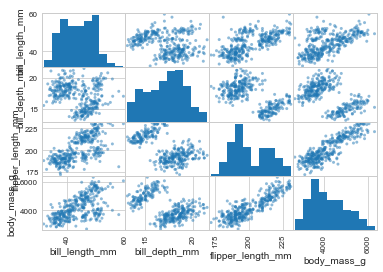 bill_length_mm
60
40
bill_depth_mm
20
15
flipper_length_mm
225
200
175
body_mass_g
6000
4000
40
60
bill_length_mm
15
20
bill_depth_mm
175
200
225
flipper_length_mm
4000
6000
body_mass_g